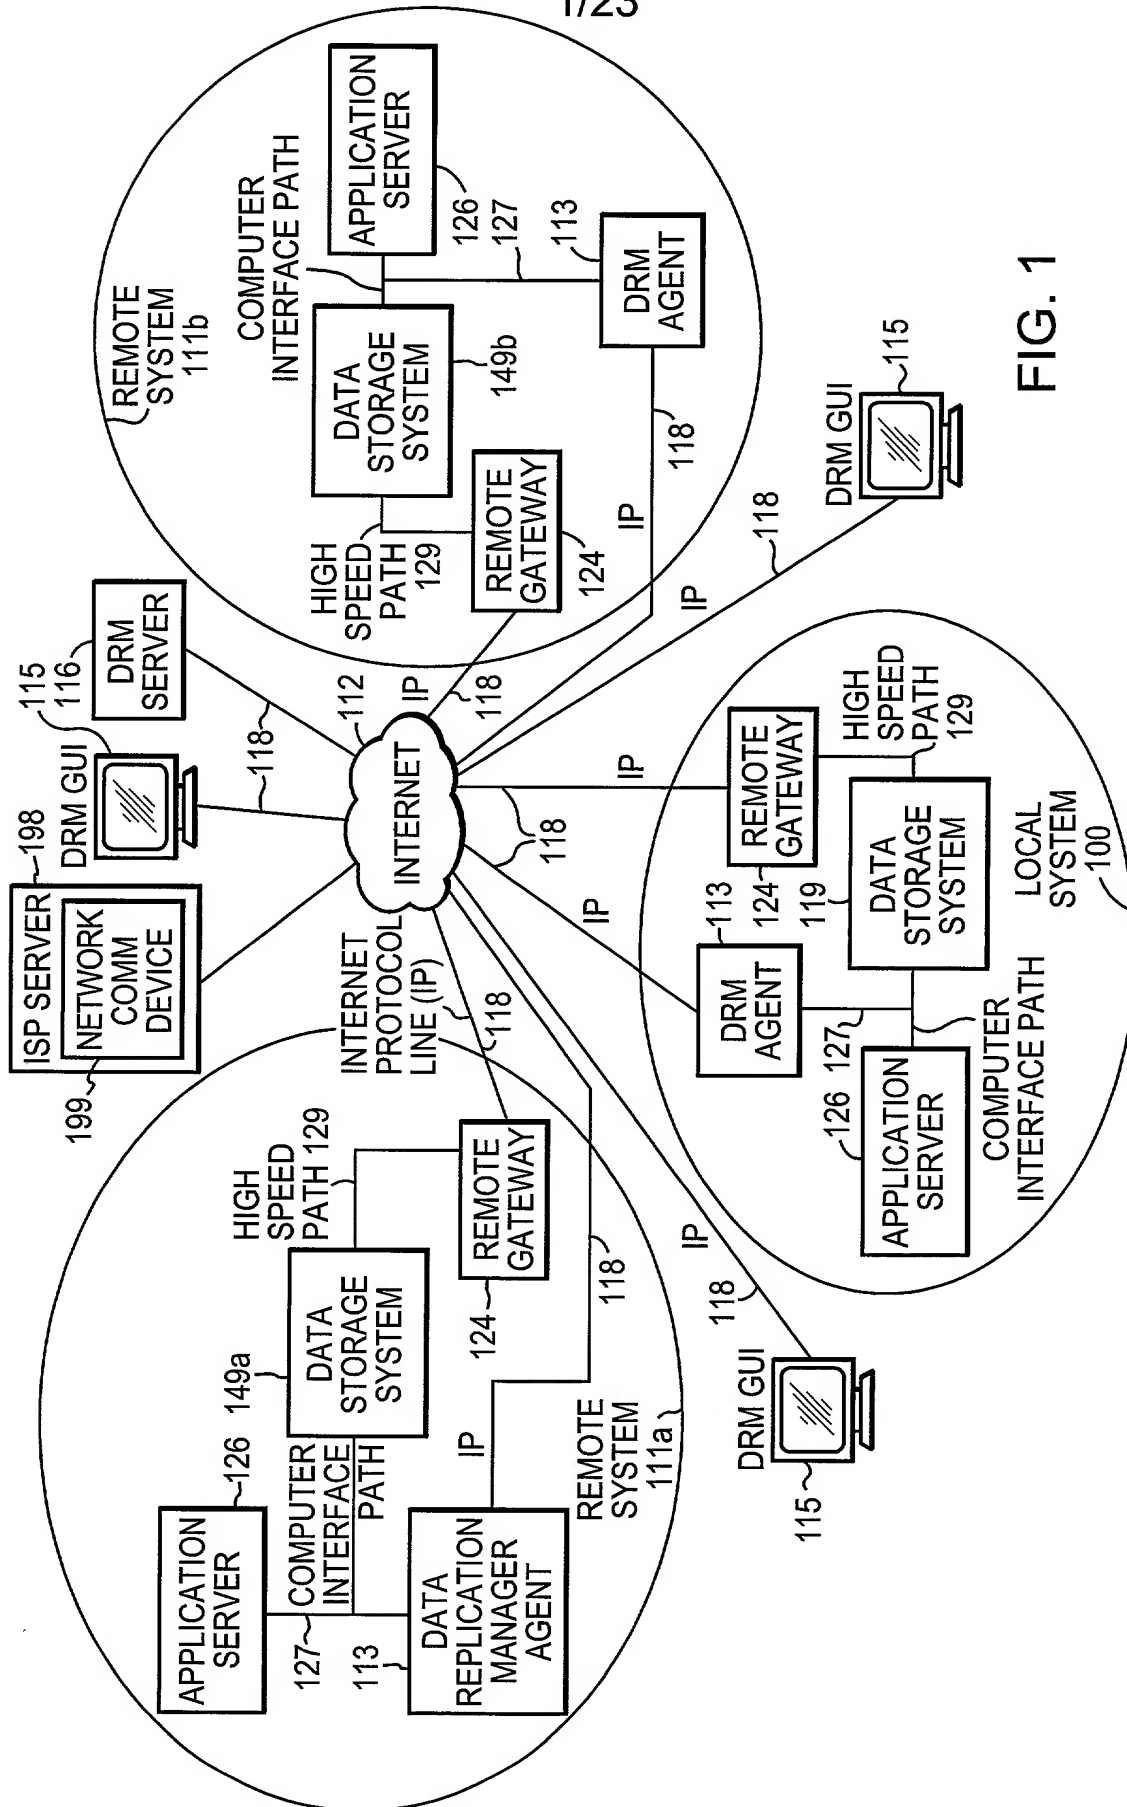 1/23
REMOTE
SYSTEM
111b
COMPUTER
INTERFACE PATH
APPLICATION
SERVER
126
127
113
DRM
AGENT
DATA
STORAGE
SYSTEM
149b
HIGH
SPEED
PATH
129
REMOTE
GATEWAY
124
118
IP
IP
118
115
116
DRM
SERVER
118
DRM GUI
118
ISP SERVER
198
NETWORK
COMM
DEVICE
199
112
INTERNET
INTERNET
PROTOCOL
LINE (IP)
118
APPLICATION
SERVER
126
127
COMPUTER
INTERFACE
PATH
113
DATA
REPLICATION
MANAGER
AGENT
149a
DATA
STORAGE
SYSTEM
HIGH
SPEED
PATH 129
REMOTE
GATEWAY
124
IP
118
REMOTE
SYSTEM
111a
DRM GUI
115
118
IP
IP
118
IP
DRM
AGENT
113
REMOTE
GATEWAY
124
HIGH
SPEED
PATH
129
119
DATA
STORAGE
SYSTEM
127
126
APPLICATION
SERVER
COMPUTER
INTERFACE PATH
LOCAL
SYSTEM
100
IP
118
DRM GUI
115
FIG. 1